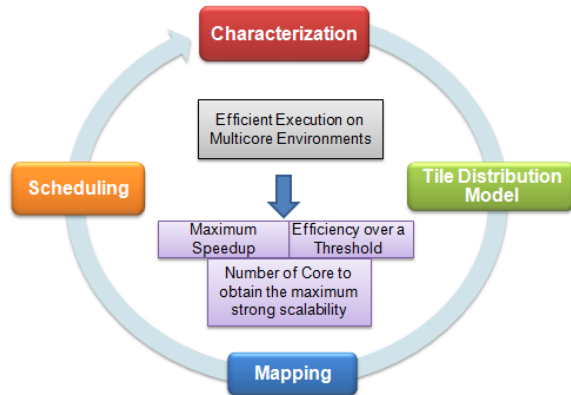 Characterization
Efficient Execution on
Multicore Environments
Scheduling
Tile Distribution
Model
Maximum
Speedup
Efficiency over a
Threshold
Number of Core to
obtain the maximum
strong scalability
Mapping